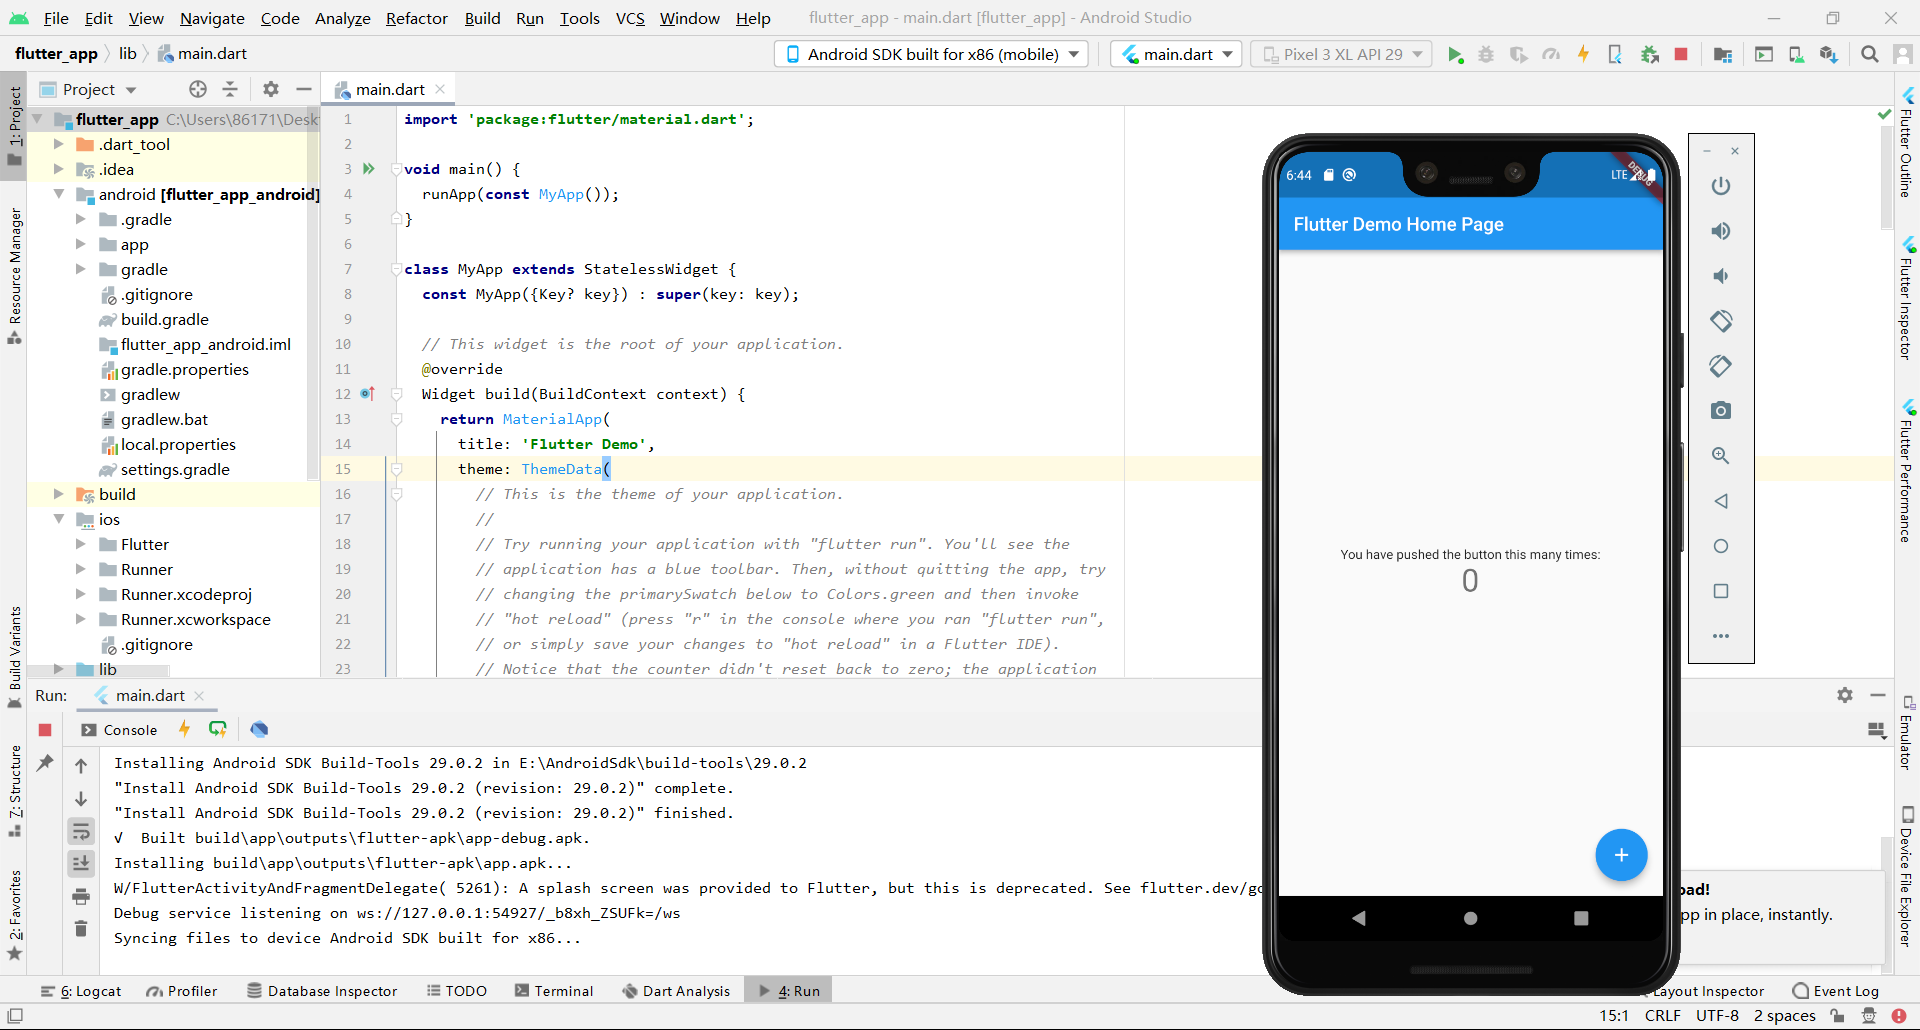 File Edit View Navigate Code Analyze Refactor Build Run Tools VCS Window Help flutter_app - main.dart [flutter_app] - Android Studio
flutter_app lib main.dart Android SDK built for x86 (mobile) main.dart Pixel 3 XL API 29
Project
main.dart
1: Project
Resource Manager
Build Variants
7: Structure
2: Favorites
flutter_app C:\Users\86171\Desk
.dart_tool
.idea
android [flutter_app_android]
.gradle
app
gradle
.gitignore
build.gradle
flutter_app_android.iml
gradle.properties
gradlew
gradlew.bat
local.properties
settings.gradle
build
ios
Flutter
Runner
Runner.xcodeproj
Runner.xcworkspace
.gitignore
lib
1 import 'package:flutter/material.dart';
2
3 void main() {
4 runApp(const MyApp());
5 }
6
7 class MyApp extends StatelessWidget {
8 const MyApp({Key? key}) : super(key: key);
9
10 // This widget is the root of your application.
11 @override
12 Widget build(BuildContext context) {
13 return MaterialApp(
14 title: 'Flutter Demo',
15 theme: ThemeData(
16 // This is the theme of your application.
17 //
18 // Try running your application with "flutter run". You'll see the
19 // application has a blue toolbar. Then, without quitting the app, try
20 // changing the primarySwatch below to Colors.green and then invoke
21 // "hot reload" (press "r" in the console where you ran "flutter run",
22 // or simply save your changes to "hot reload" in a Flutter IDE).
23 // Notice that the counter didn't reset back to zero; the application
6:44 LTE
DEBUG
Flutter Demo Home Page
You have pushed the button this many times:
0
Flutter Outline
Flutter Inspector
Flutter Performance
Emulator
Device File Explorer
Run: main.dart
Console
Installing Android SDK Build-Tools 29.0.2 in E:\AndroidSdk\build-tools\29.0.2
"Install Android SDK Build-Tools 29.0.2 (revision: 29.0.2)" complete.
"Install Android SDK Build-Tools 29.0.2 (revision: 29.0.2)" finished.
√ Built build\app\outputs\flutter-apk\app-debug.apk.
Installing build\app\outputs\flutter-apk\app.apk...
W/FlutterActivityAndFragmentDelegate( 5261): A splash screen was provided to Flutter, but this is deprecated. See flutter.dev/go
Debug service listening on ws://127.0.0.1:54927/_b8xh_ZSUFk=/ws
Syncing files to device Android SDK built for x86...
oad!
pp in place, instantly.
6: Logcat Profiler Database Inspector TODO Terminal Dart Analysis 4: Run Layout Inspector Event Log
15:1 CRLF UTF-8 2 spaces